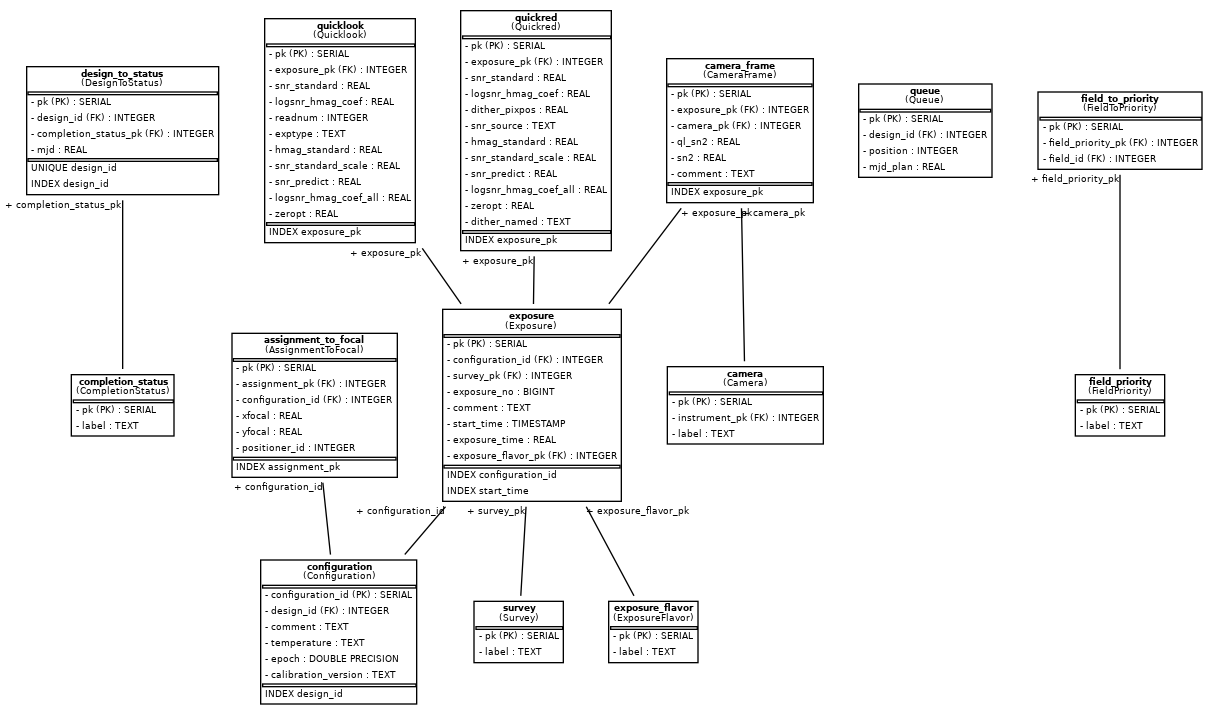 design_to_status
(DesignToStatus)
- pk (PK) : SERIAL
- design_id (FK) : INTEGER
- completion_status_pk (FK) : INTEGER
- mjd : REAL
UNIQUE design_id
INDEX design_id
+ completion_status_pk
quicklook
(Quicklook)
- pk (PK) : SERIAL
- exposure_pk (FK) : INTEGER
- snr_standard : REAL
- logsnr_hmag_coef : REAL
- readnum : INTEGER
- exptype : TEXT
- hmag_standard : REAL
- snr_standard_scale : REAL
- snr_predict : REAL
- logsnr_hmag_coef_all : REAL
- zeropt : REAL
INDEX exposure_pk
+ exposure_pk
quickred
(Quickred)
- pk (PK) : SERIAL
- exposure_pk (FK) : INTEGER
- snr_standard : REAL
- logsnr_hmag_coef : REAL
- dither_pixpos : REAL
- snr_source : TEXT
- hmag_standard : REAL
- snr_standard_scale : REAL
- snr_predict : REAL
- logsnr_hmag_coef_all : REAL
- zeropt : REAL
- dither_named : TEXT
INDEX exposure_pk
+ exposure_pk
camera_frame
(CameraFrame)
- pk (PK) : SERIAL
- exposure_pk (FK) : INTEGER
- camera_pk (FK) : INTEGER
- ql_sn2 : REAL
- sn2 : REAL
- comment : TEXT
INDEX exposure_pk
+ exposure_pk
camera_pk
queue
(Queue)
- pk (PK) : SERIAL
- design_id (FK) : INTEGER
- position : INTEGER
- mjd_plan : REAL
field_to_priority
(FieldToPriority)
- pk (PK) : SERIAL
- field_priority_pk (FK) : INTEGER
- field_id (FK) : INTEGER
+ field_priority_pk
completion_status
(CompletionStatus)
- pk (PK) : SERIAL
- label : TEXT
assignment_to_focal
(AssignmentToFocal)
- pk (PK) : SERIAL
- assignment_pk (FK) : INTEGER
- configuration_id (FK) : INTEGER
- xfocal : REAL
- yfocal : REAL
- positioner_id : INTEGER
INDEX assignment_pk
+ configuration_id
exposure
(Exposure)
- pk (PK) : SERIAL
- configuration_id (FK) : INTEGER
- survey_pk (FK) : INTEGER
- exposure_no : BIGINT
- comment : TEXT
- start_time : TIMESTAMP
- exposure_time : REAL
- exposure_flavor_pk (FK) : INTEGER
INDEX configuration_id
INDEX start_time
+ configuration_id
+ survey_pk
+ exposure_flavor_pk
camera
(Camera)
- pk (PK) : SERIAL
- instrument_pk (FK) : INTEGER
- label : TEXT
field_priority
(FieldPriority)
- pk (PK) : SERIAL
- label : TEXT
configuration
(Configuration)
- configuration_id (PK) : SERIAL
- design_id (FK) : INTEGER
- comment : TEXT
- temperature : TEXT
- epoch : DOUBLE PRECISION
- calibration_version : TEXT
INDEX design_id
survey
(Survey)
- pk (PK) : SERIAL
- label : TEXT
exposure_flavor
(ExposureFlavor)
- pk (PK) : SERIAL
- label : TEXT